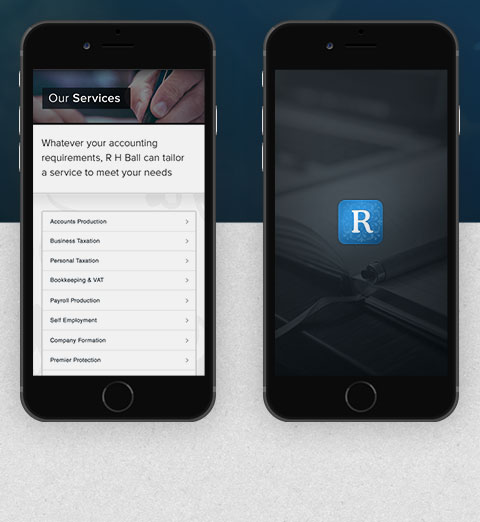 Our Services
Whatever your accounting
requirements, R H Ball can tailor
a service to meet your needs
Accounts Production
Business Taxation
Personal Taxation
Bookkeeping & VAT
Payroll Production
Self Employment
Company Formation
Premier Protection
R